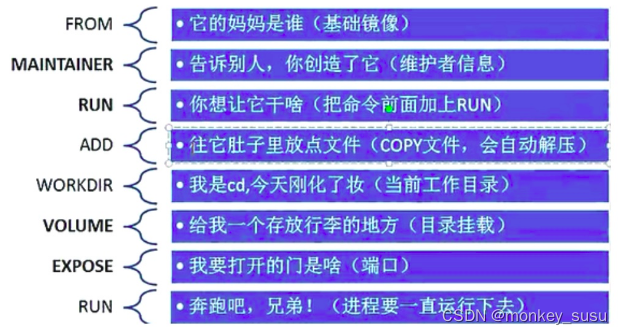 FROM • 它的妈妈是谁（基础镜像）
MAINTAINER • 告诉别人，你创造了它（维护者信息）
RUN • 你想让它干啥（把命令前面加上RUN）
ADD • 往它肚子里放点文件（COPY文件，会自动解压）
WORKDIR • 我是cd,今天刚化了妆（当前工作目录）
VOLUME • 给我一个存放行李的地方（目录挂载）
EXPOSE • 我要打开的门是啥（端口）
RUN • 奔跑吧，兄弟！（进程要一直运行下去）
CSDN @monkey_susu